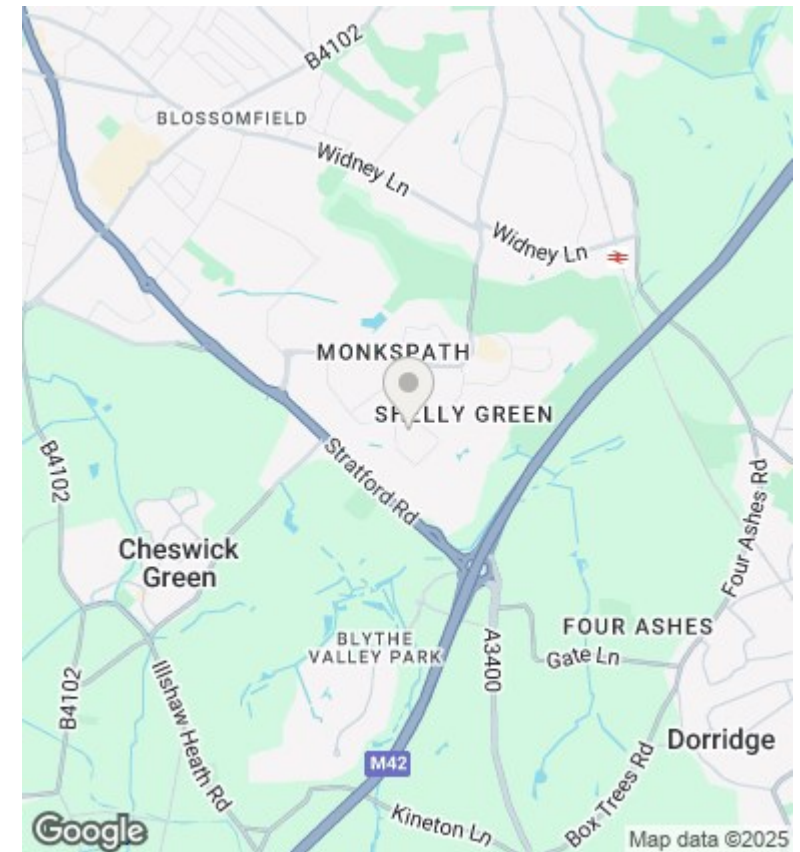 B4102
BLOSSOMFIELD
Widney Ln
Widney Ln
MONKSPATH
SHELLY GREEN
B4102
Stratford Rd
Four Ashes Rd
Cheswick
Green
BLYTHE
VALLEY PARK
FOUR ASHES
A3400
Gate Ln
B4102
Illshaw Heath Rd
Dorridge
M42
Box Trees Rd
Kineton Ln
Google
Map data ©2025